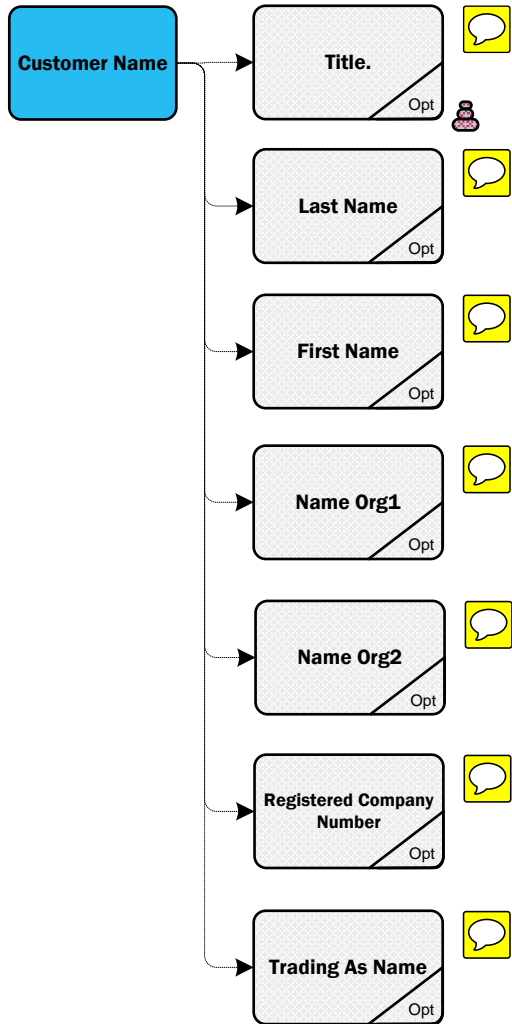 Customer Name
Title.
Opt
Last Name
Opt
First Name
Opt
Name Org1
Opt
Name Org2
Opt
Registered Company
Number
Opt
Trading As Name
Opt